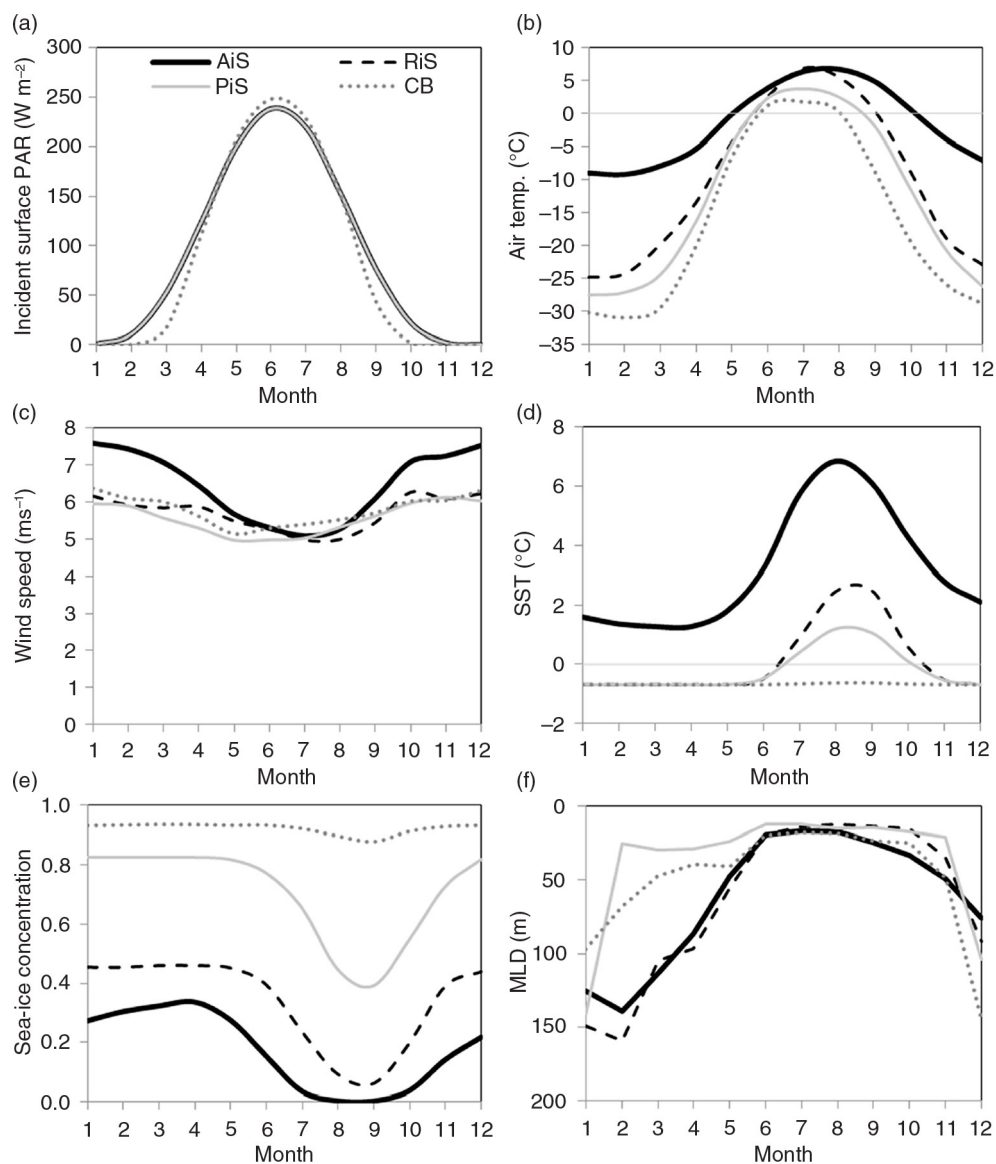 (a)
300
250
200
150
100
50
0
Incident surface PAR (W m⁻²)
AiS
RiS
PiS
CB
1 2 3 4 5 6 7 8 9 10 11 12
Month
(b)
10
5
0
–5
–10
–15
–20
–25
–30
–35
Air temp. (°C)
1 2 3 4 5 6 7 8 9 10 11 12
Month
(c)
8
7
6
5
4
3
2
1
0
Wind speed (ms⁻¹)
1 2 3 4 5 6 7 8 9 10 11 12
Month
(d)
8
6
4
2
0
–2
SST (°C)
1 2 3 4 5 6 7 8 9 10 11 12
Month
(e)
1.0
0.8
0.6
0.4
0.2
0.0
Sea-ice concentration
1 2 3 4 5 6 7 8 9 10 11 12
Month
(f)
0
50
100
150
200
MLD (m)
1 2 3 4 5 6 7 8 9 10 11 12
Month